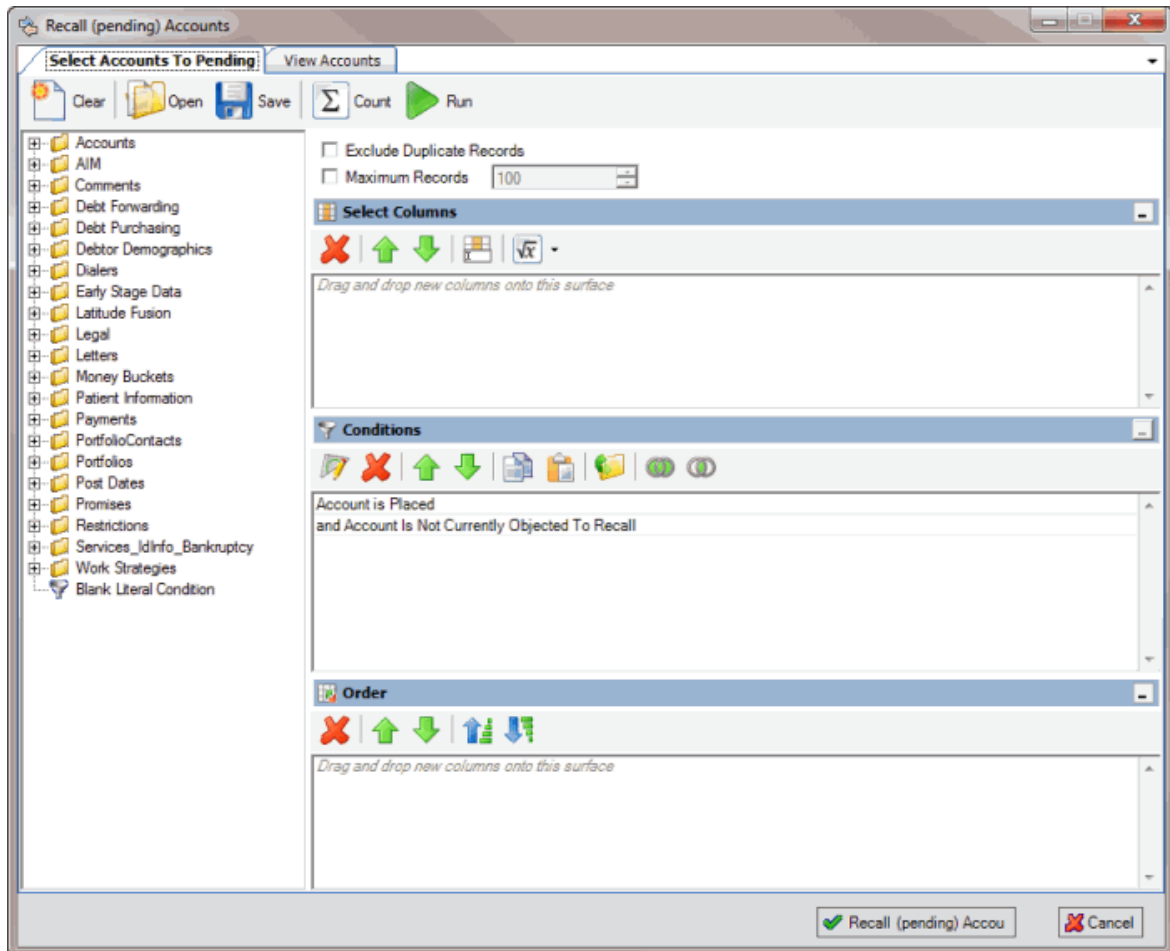 Recall (pending) Accounts
Select Accounts To Pending View Accounts
Clear Open Save Σ Count Run
Accounts
AIM
Comments
Debt Forwarding
Debt Purchasing
Debtor Demographics
Dialers
Early Stage Data
Latitude Fusion
Legal
Letters
Money Buckets
Patient Information
Payments
PortfolioContacts
Portfolios
Post Dates
Promises
Restrictions
Services_IdInfo_Bankruptcy
Work Strategies
Blank Literal Condition
Exclude Duplicate Records
Maximum Records 100
Select Columns
√x
Drag and drop new columns onto this surface
Conditions
Account is Placed
and Account Is Not Currently Objected To Recall
Order
Drag and drop new columns onto this surface
Recall (pending) Accou Cancel